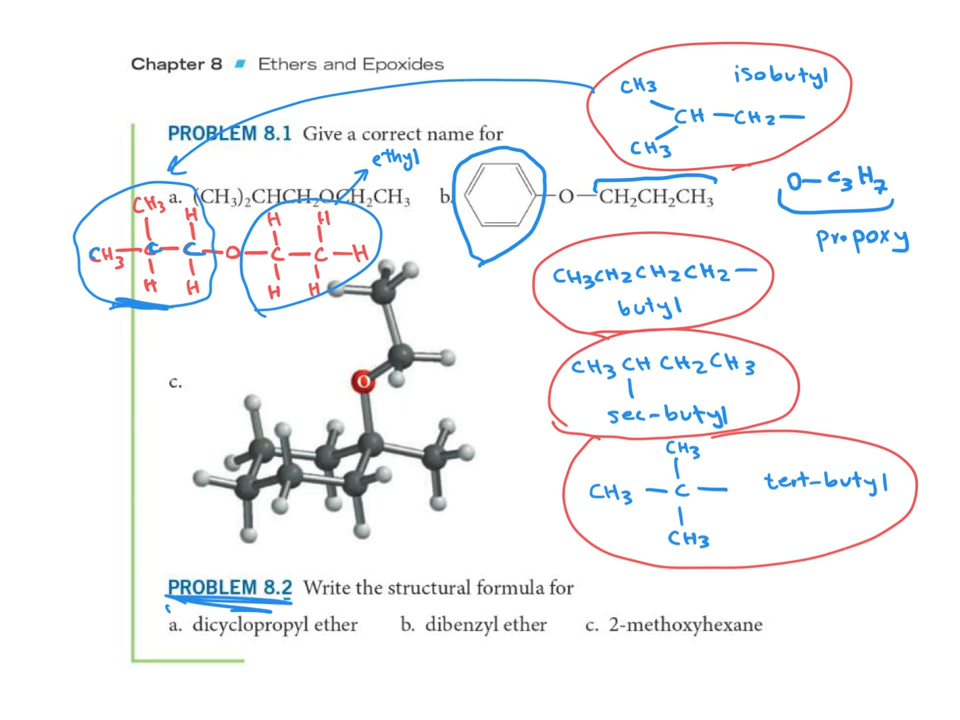 Chapter 8 ▪ Ethers and Epoxides
isobutyl
CH3
CH – CH2 –
CH3
PROBLEM 8.1 Give a correct name for
ethyl
a. (CH3)2CHCH2OCH2CH3 b. –O–CH2CH2CH3
O – C3H7
propoxy
CH3 H H H
CH3 – C – C – O – C – C – H
H H H H
CH3CH2CH2CH2 –
butyl
c.
O
CH3 CH CH2 CH3
sec-butyl
CH3
CH3 – C – tert-butyl
CH3
PROBLEM 8.2 Write the structural formula for
a. dicyclopropyl ether b. dibenzyl ether c. 2-methoxyhexane